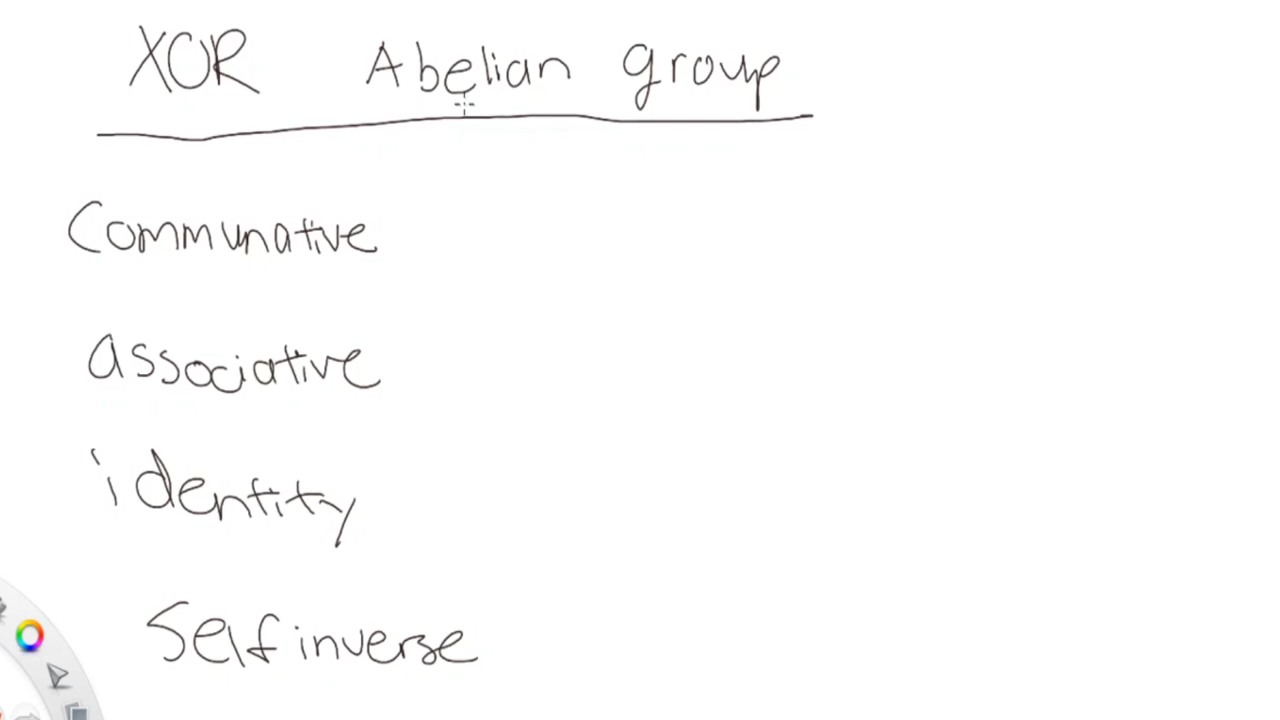 XOR Abelian group
Communative
associative
identity
Self inverse